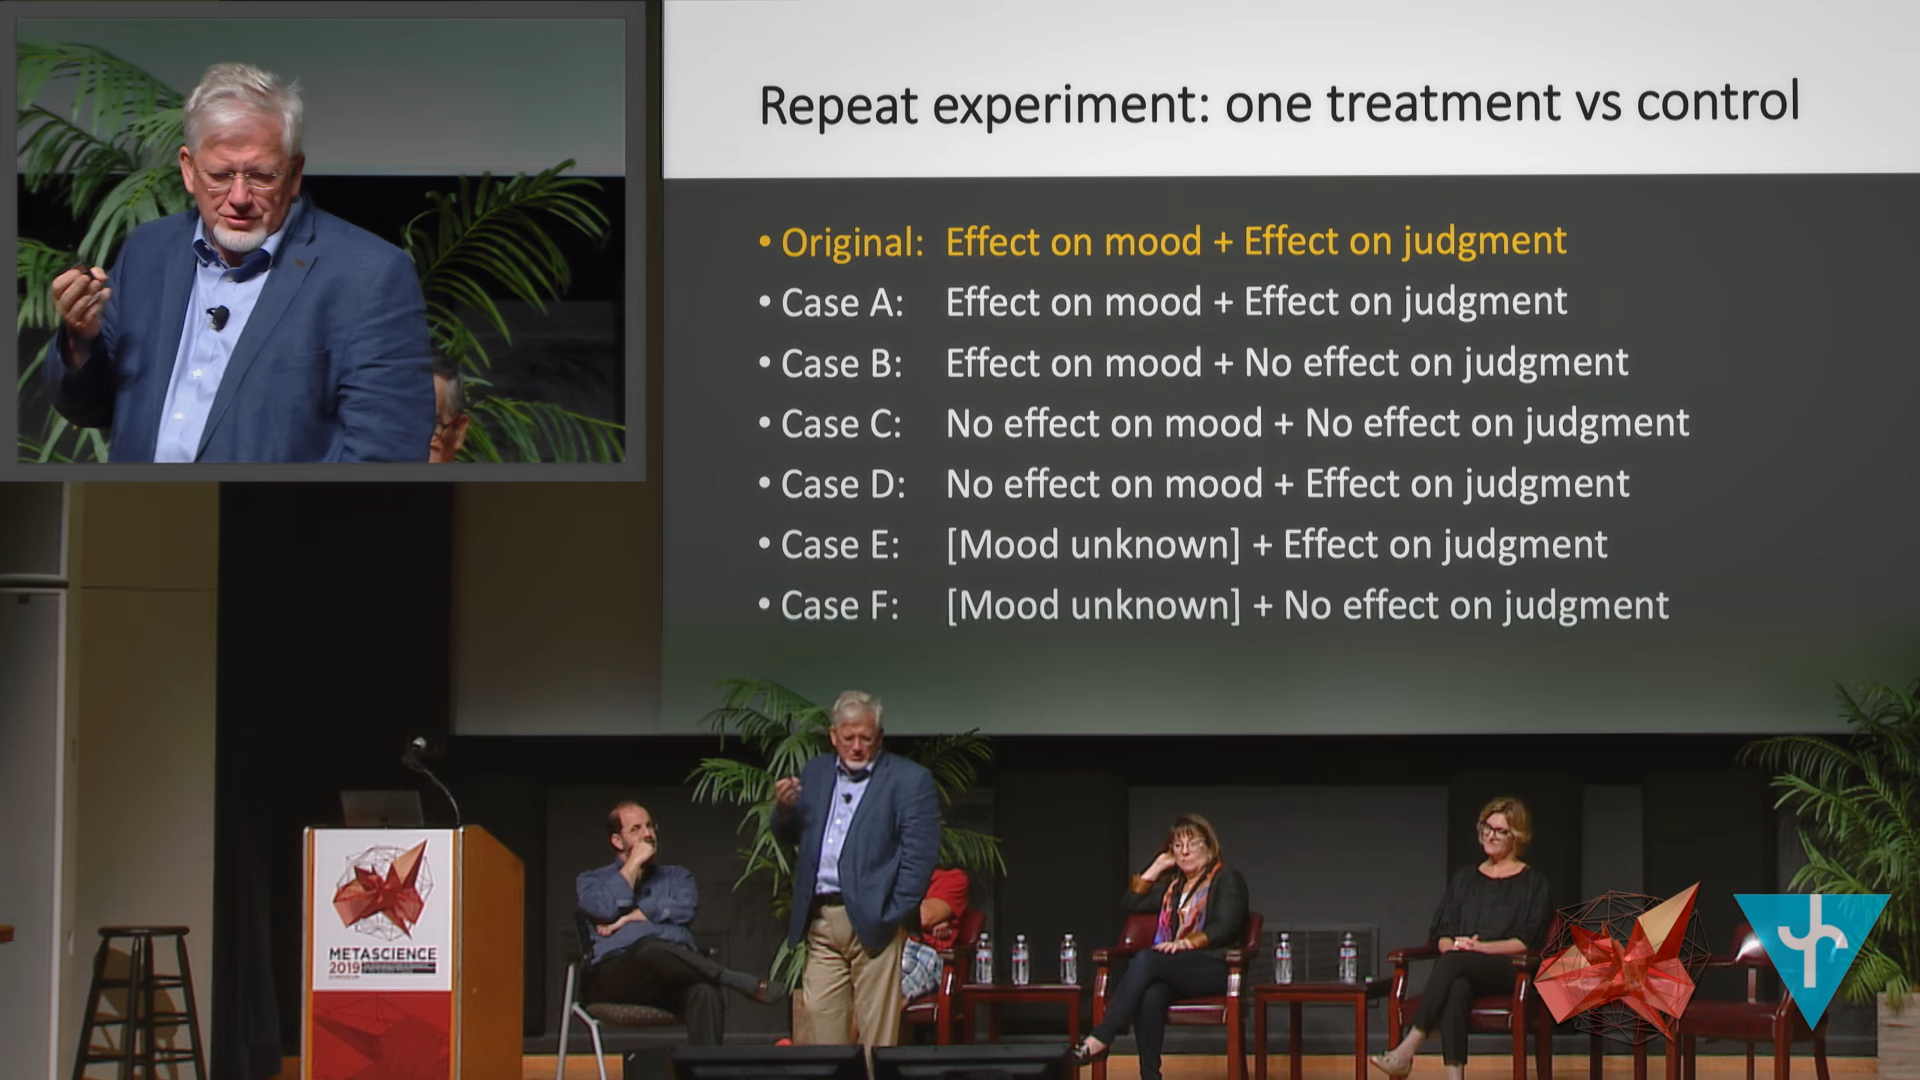 Repeat experiment: one treatment vs control
• Original: Effect on mood + Effect on judgment
• Case A: Effect on mood + Effect on judgment
• Case B: Effect on mood + No effect on judgment
• Case C: No effect on mood + No effect on judgment
• Case D: No effect on mood + Effect on judgment
• Case E: [Mood unknown] + Effect on judgment
• Case F: [Mood unknown] + No effect on judgment
METASCIENCE
2019